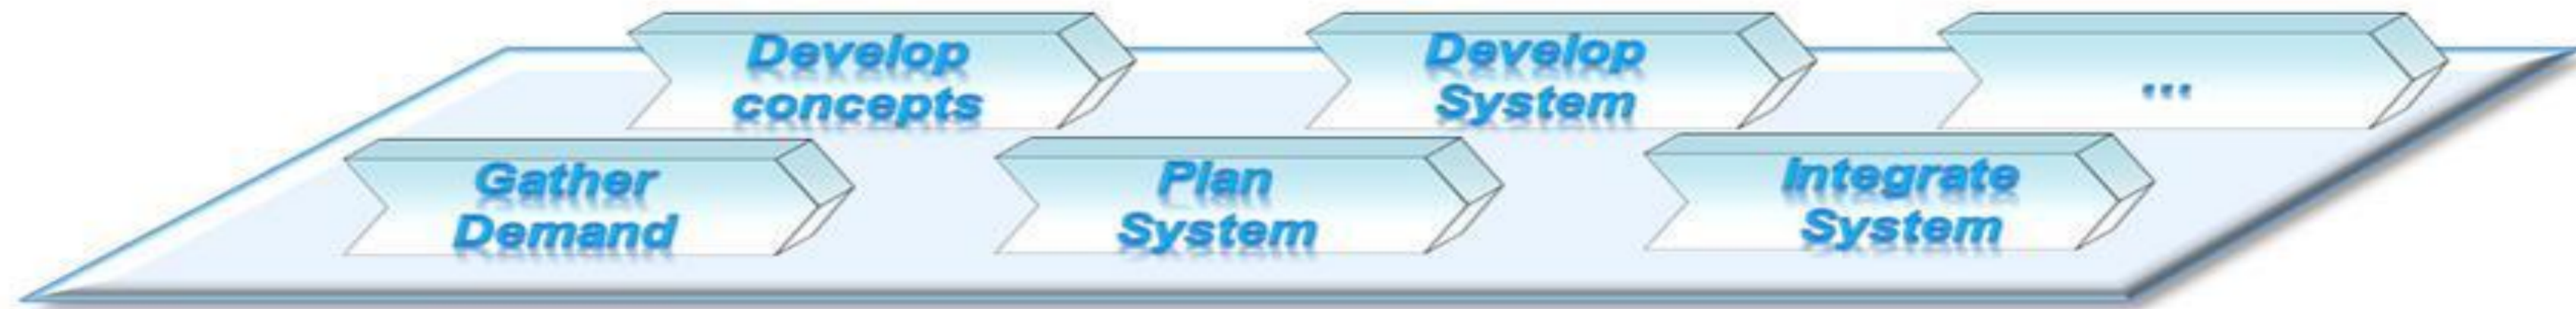 Develop
concepts
Develop
System
...
Gather
Demand
Plan
System
Integrate
System